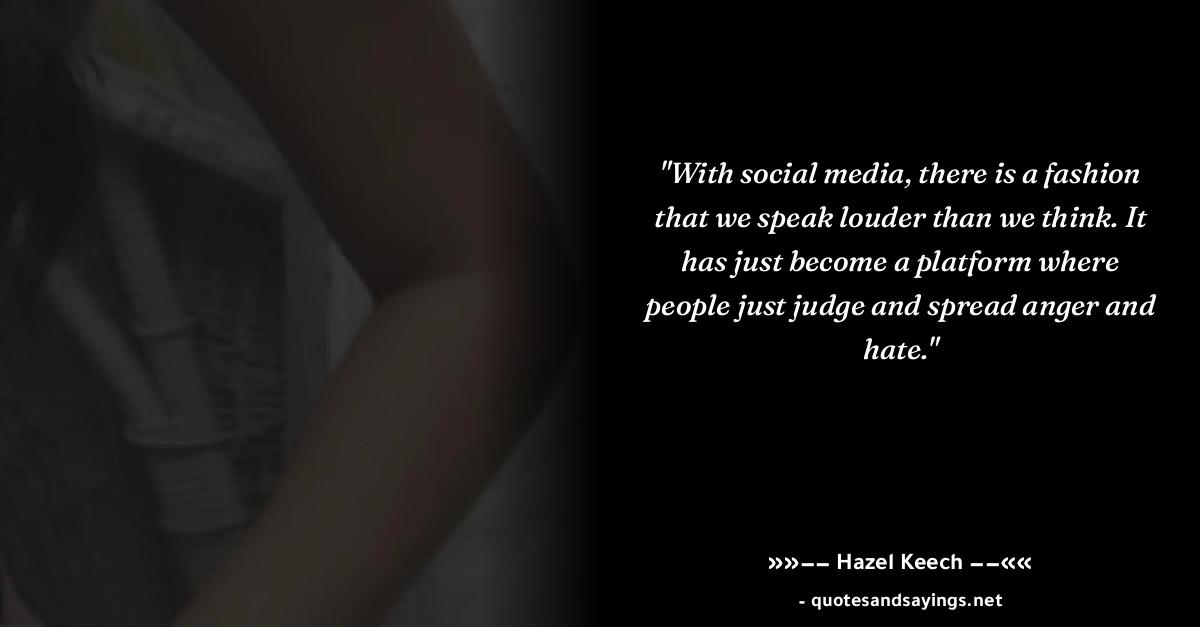 "With social media, there is a fashion
that we speak louder than we think. It
has just become a platform where
people just judge and spread anger and
hate."
»»–– Hazel Keech ––««
- quotesandsayings.net